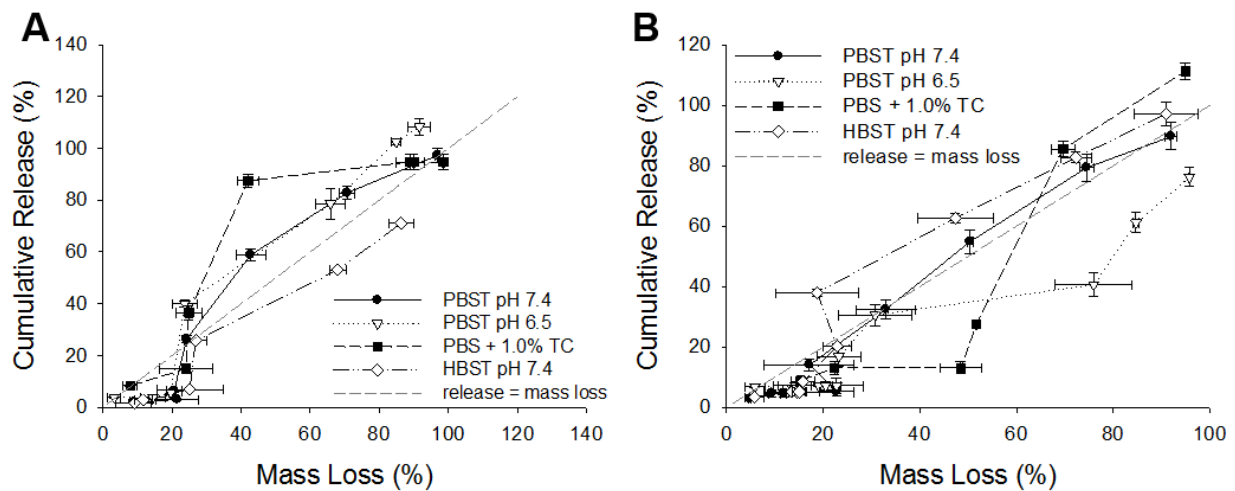 A
140
120
100
80
60
40
20
0
Cumulative Release (%)
PBST pH 7.4
PBST pH 6.5
PBS + 1.0% TC
HBST pH 7.4
release = mass loss
0 20 40 60 80 100 120 140
Mass Loss (%)
B
120
100
80
60
40
20
0
Cumulative Release (%)
PBST pH 7.4
PBST pH 6.5
PBS + 1.0% TC
HBST pH 7.4
release = mass loss
0 20 40 60 80 100
Mass Loss (%)